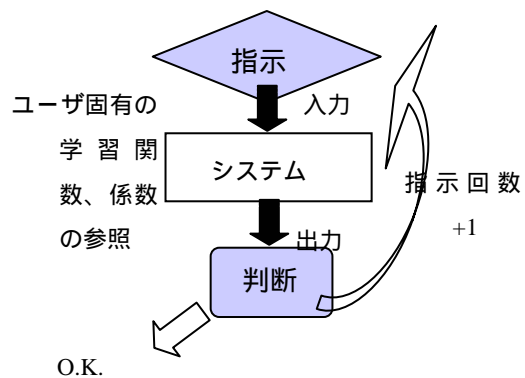 指示
入力
ユーザ固有の
学習関
数、係数
の参照
システム
指示回数
+1
出力
判断
O.K.